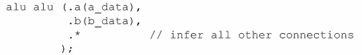 alu alu (.a(a_data),
.b(b_data),
.* // infer all other connections
);